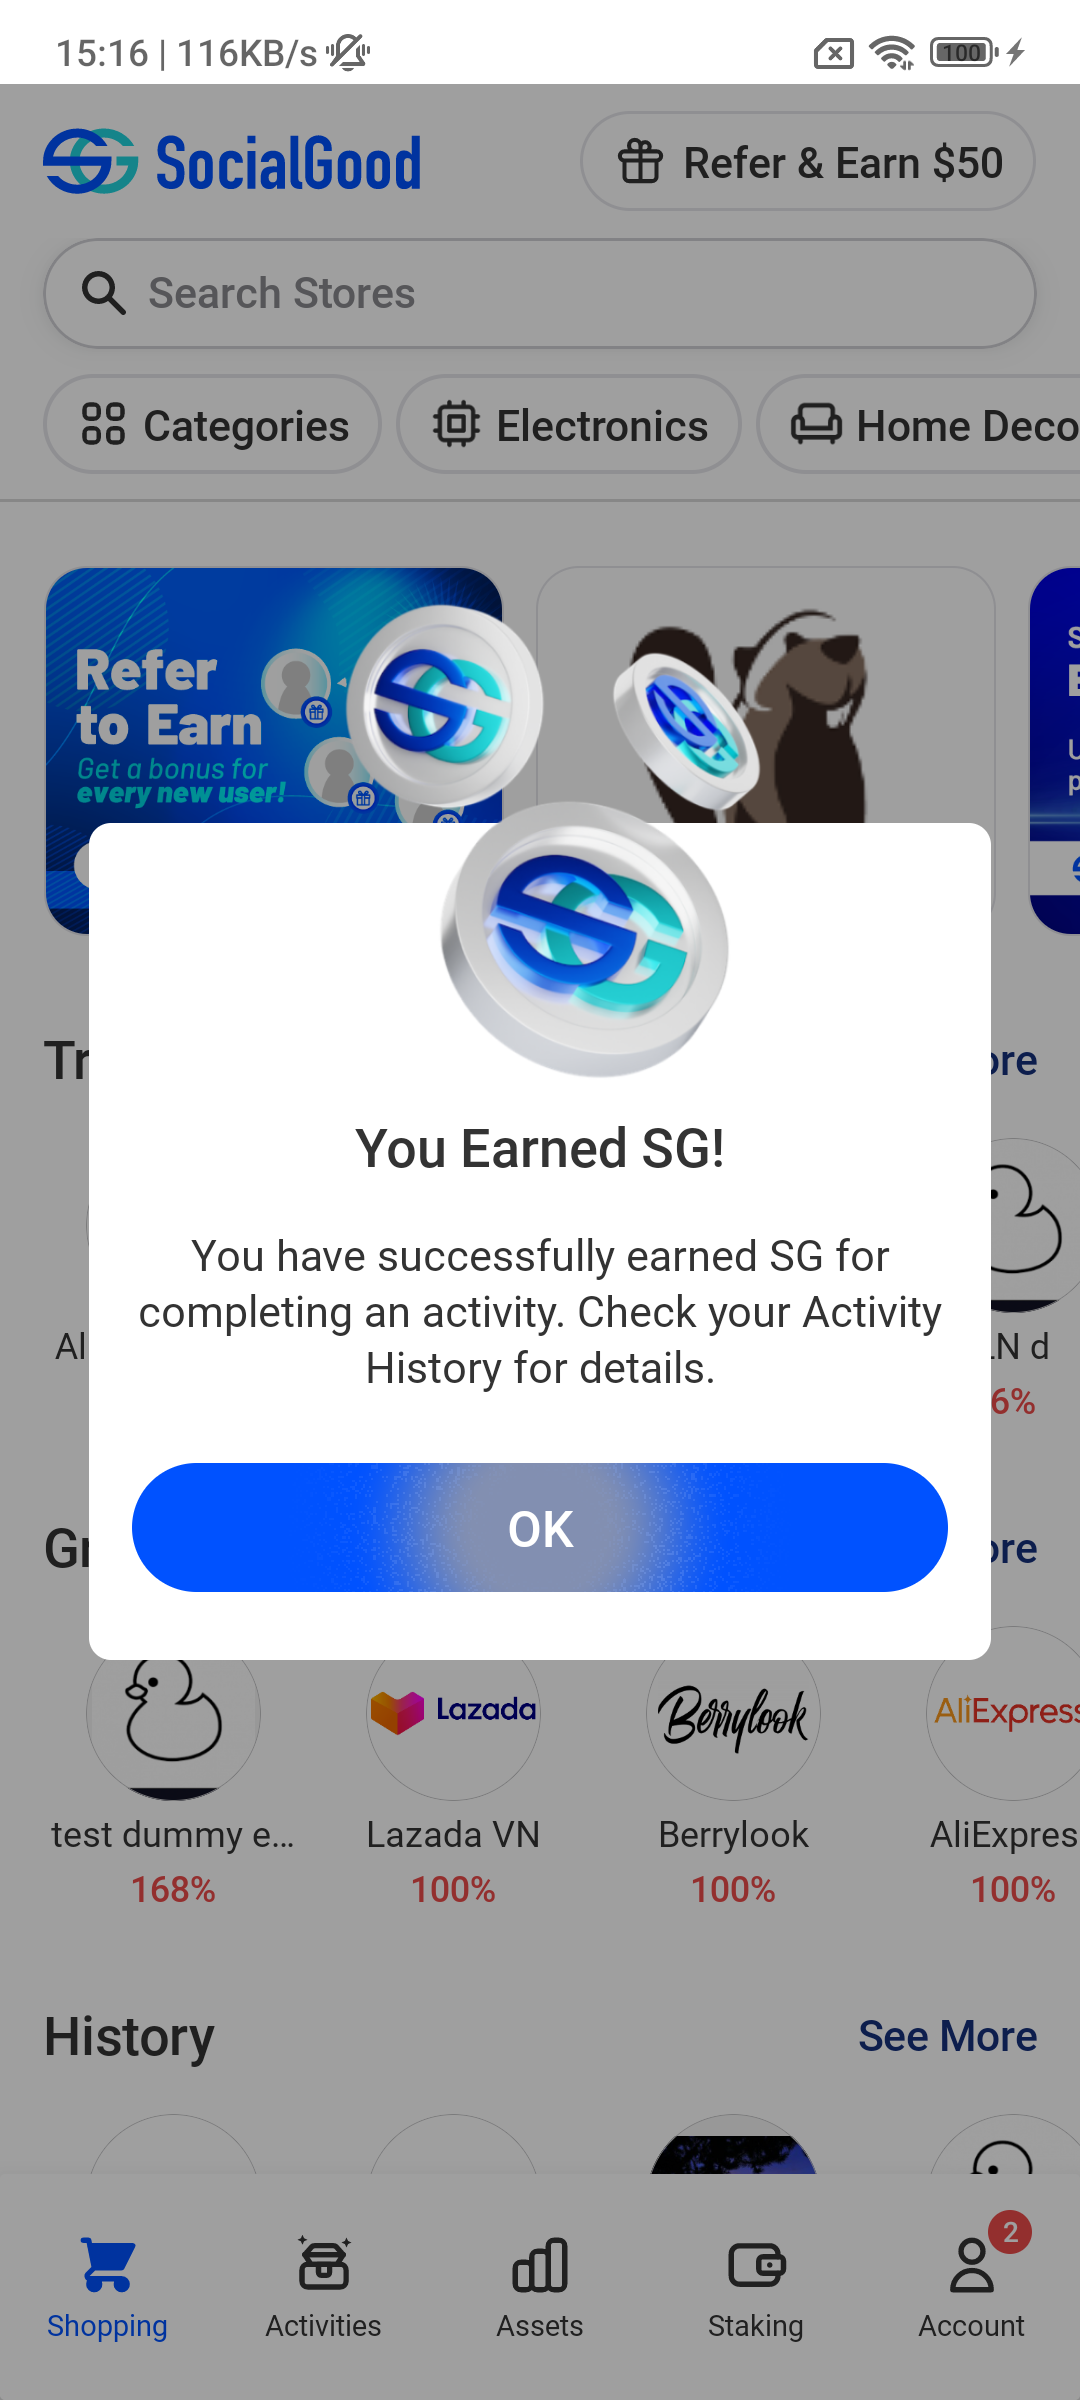 15:16 | 116KB/s
100
SocialGood
Refer & Earn $50
Search Stores
Categories
Electronics
Home Deco
Refer
to Earn
Get a bonus for
every new user!
You Earned SG!
You have successfully earned SG for
completing an activity. Check your Activity
History for details.
OK
Tr
ore
Al
LN d
6%
Gr
ore
Lazada
Berrylook
AliExpress
test dummy e...
Lazada VN
Berrylook
AliExpres
168%
100%
100%
100%
History
See More
2
Shopping
Activities
Assets
Staking
Account